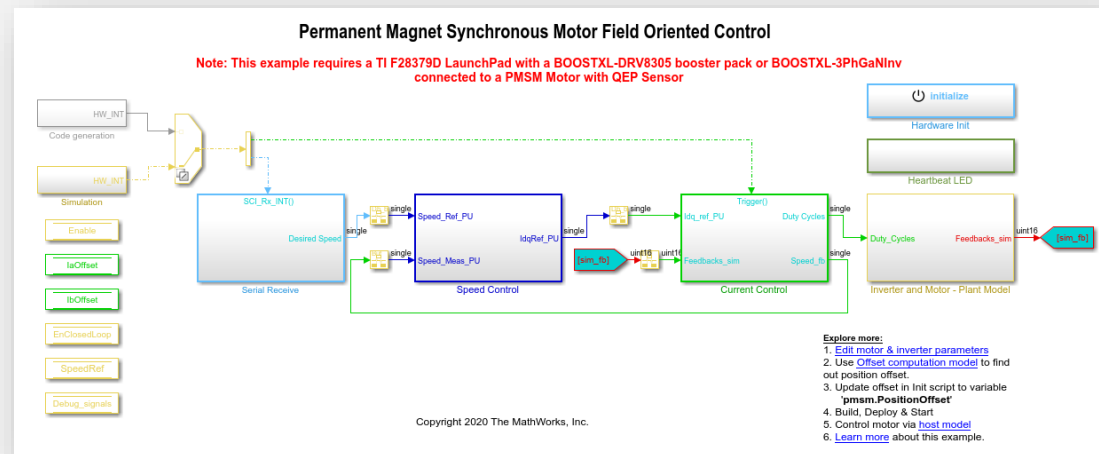 Permanent Magnet Synchronous Motor Field Oriented Control
Note: This example requires a TI F28379D LaunchPad with a BOOSTXL-DRV8305 booster pack or BOOSTXL-3PhGaNInv
connected to a PMSM Motor with QEP Sensor
HW_INT
Code generation
HW_INT
Simulation
initialize
Hardware Init
Heartbeat LED
Enable
IaOffset
IbOffset
EnClosedLoop
SpeedRef
Debug_signals
SCI_Rx_INT()
Desired Speed
single
Serial Receive
single
single
Speed_Ref_PU
Speed_Meas_PU
IdqRef_PU
single
Speed Control
single
[sim_fb]
uint16
uint16
Trigger()
Idq_ref_PU
Feedbacks_sim
Duty Cycles
Speed_fb
single
single
Current Control
Duty_Cycles
Feedbacks_sim
uint16
[sim_fb]
Inverter and Motor - Plant Model
Explore more:
1. Edit motor & inverter parameters
2. Use Offset computation model to find
out position offset.
3. Update offset in Init script to variable
'pmsm.PositionOffset'
4. Build, Deploy & Start
5. Control motor via host model
6. Learn more about this example.
Copyright 2020 The MathWorks, Inc.